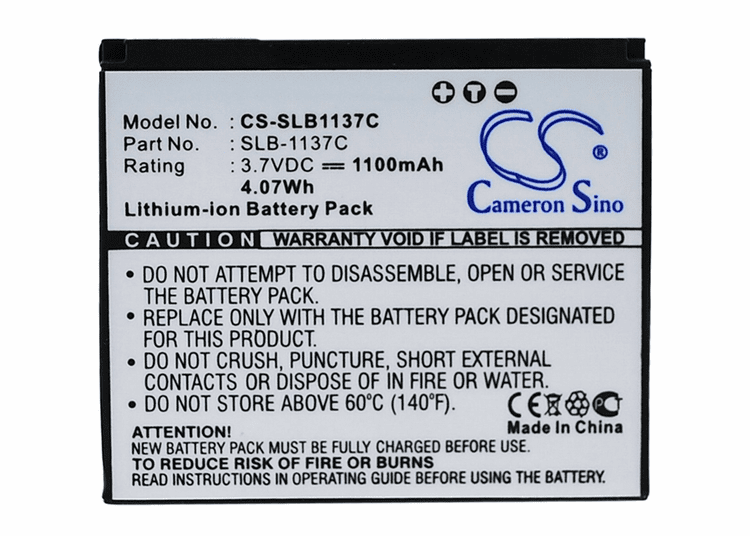 Model No. : CS-SLB1137C
Part No. : SLB-1137C
Rating : 3.7VDC ⎓ 1100mAh
4.07Wh
Lithium-ion Battery Pack
CS ®
Cameron Sino
CAUTION WARRANTY VOID IF LABEL IS REMOVED
• DO NOT ATTEMPT TO DISASSEMBLE, OPEN OR SERVICE
THE BATTERY PACK.
• REPLACE ONLY WITH THE BATTERY PACK DESIGNATED
FOR THIS PRODUCT.
• DO NOT CRUSH, PUNCTURE, SHORT EXTERNAL
CONTACTS OR DISPOSE OF IN FIRE OR WATER.
• DO NOT STORE ABOVE 60°C (140°F).
CE
Made In China
ATTENTION!
NEW BATTERY PACK MUST BE FULLY CHARGED BEFORE USE.
TO REDUCE RISK OF FIRE OR BURNS
READ OPERATING GUIDE BEFORE USING THE BATTERY PACK.